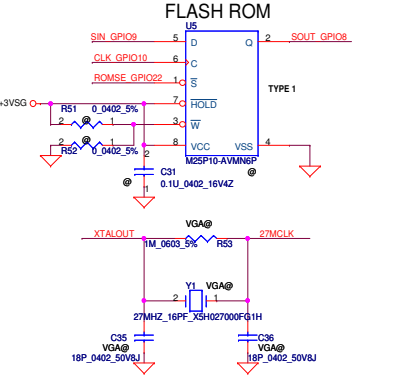 FLASH ROM
U5
SIN_GPIO9 5 D Q 2 SOUT_GPIO8
CLK_GPIO10 6 C
ROMSE_GPIO22 1 S TYPE 1
+3VSG 7 HOLD
R51 0_0402_5%
2 @ 1 3 W
2 @ 1 8 VCC VSS 4
R52 0_0402_5% M25P10-AVMN6P
2 @
C31
@ 0.1U_0402_16V4Z
1
VGA@
XTALOUT 27MCLK
1M_0603_5% R53
Y1 VGA@
2 1
27MHZ_16PF_X5H027000FG1H
C35 C36
VGA@ VGA@
18P_0402_50V8J 18P_0402_50V8J